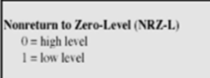 Nonreturn to Zero-Level (NRZ-L)
0 = high level
1 = low level